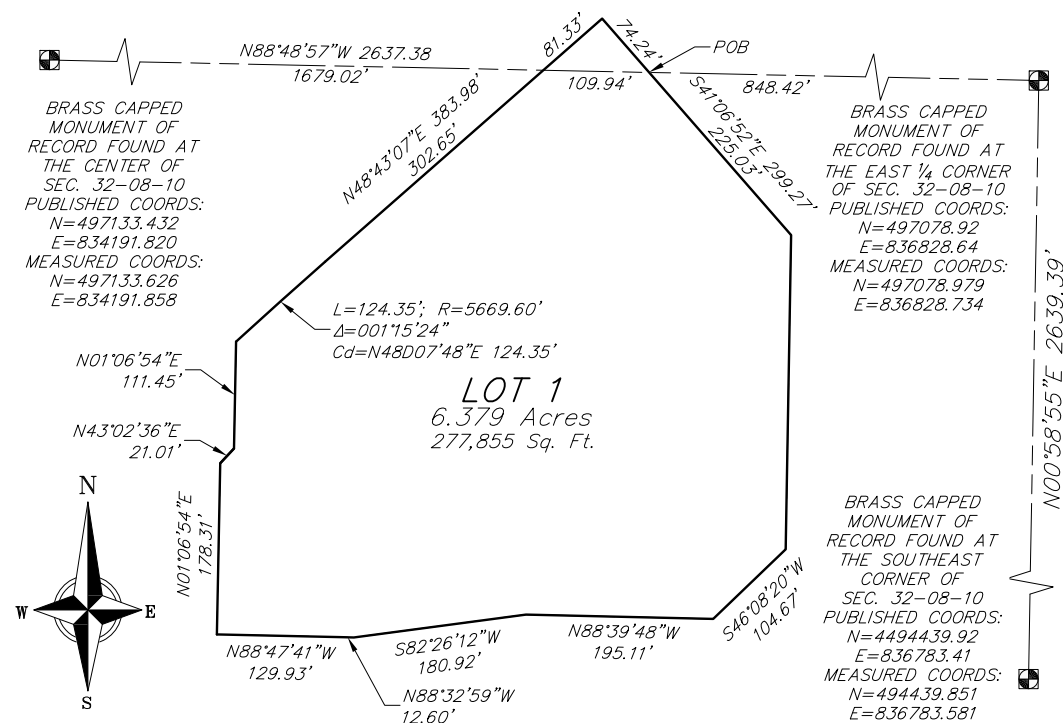 N88°48'57"W 2637.38
1679.02'
81.33'
74.24'
POB
109.94'
848.42'
BRASS CAPPED
MONUMENT OF
RECORD FOUND AT
THE CENTER OF
SEC. 32-08-10
PUBLISHED COORDS:
N=497133.432
E=834191.820
MEASURED COORDS:
N=497133.626
E=834191.858
N48°43'07"E 383.98'
302.65'
S41°06'52"E 299.27'
225.03'
BRASS CAPPED
MONUMENT OF
RECORD FOUND AT
THE EAST ¼ CORNER
OF SEC. 32-08-10
PUBLISHED COORDS:
N=497078.92
E=836828.64
MEASURED COORDS:
N=497078.979
E=836828.734
N00°58'55"E 2639.39'
L=124.35'; R=5669.60'
Δ=001°15'24"
Cd=N48D07'48"E 124.35'
N01°06'54"E
111.45'
LOT 1
6.379 Acres
277,855 Sq. Ft.
N43°02'36"E
21.01'
N01°06'54"E
178.31'
N
W
E
S
BRASS CAPPED
MONUMENT OF
RECORD FOUND AT
THE SOUTHEAST
CORNER OF
SEC. 32-08-10
PUBLISHED COORDS:
N=4494439.92
E=836783.41
MEASURED COORDS:
N=494439.851
E=836783.581
S46°08'20"W
104.67'
N88°39'48"W
195.11'
S82°26'12"W
180.92'
N88°47'41"W
129.93'
N88°32'59"W
12.60'